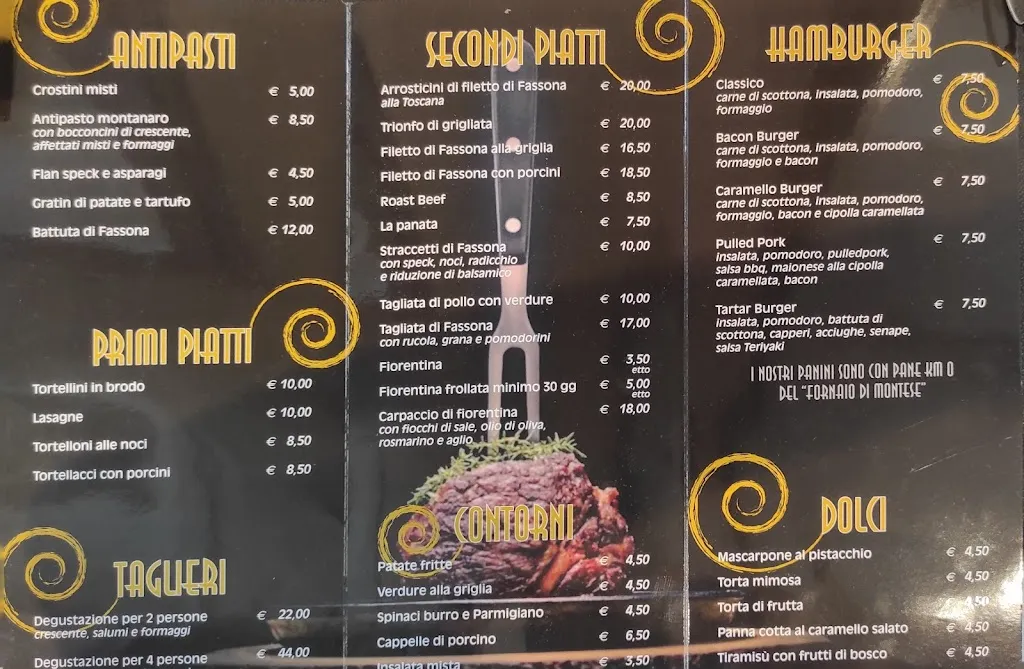 ANTIPASTI
Crostini misti € 5,00
Antipasto montanaro € 8,50
con bocconcini di crescente,
affettati misti e formaggi
Flan speck e asparagi € 4,50
Gratin di patate e tartufo € 5,00
Battuta di Fassona € 12,00
PRIMI PIATTI
Tortellini in brodo € 10,00
Lasagne € 10,00
Tortelloni alle noci € 8,50
Tortellacci con porcini € 8,50
TAGLIERI
Degustazione per 2 persone € 22,00
crescente, salumi e formaggi
Degustazione per 4 persone € 44,00
SECONDI PIATTI
Arrosticini di filetto di Fassona € 20,00
alla Toscana
Trionfo di grigliata € 20,00
Filetto di Fassona alla griglia € 16,50
Filetto di Fassona con porcini € 18,50
Roast Beef € 8,50
La panata € 7,50
Straccetti di Fassona € 10,00
con speck, noci, radicchio
e riduzione di balsamico
Tagliata di pollo con verdure € 10,00
Tagliata di Fassona € 17,00
con rucola, grana e pomodorini
Fiorentina € 3,50
etto
Fiorentina frollata minimo 30 gg € 5,00
etto
Carpaccio di fiorentina € 18,00
con fiocchi di sale, olio di oliva,
rosmarino e aglio
CONTORNI
Patate fritte € 4,50
Verdure alla griglia € 4,50
Spinaci burro e Parmigiano € 4,50
Cappelle di porcino € 6,50
Insalata mista € 3,50
HAMBURGER
Classico € 7,50
carne di scottona, insalata, pomodoro,
formaggio
Bacon Burger € 7,50
carne di scottona, insalata, pomodoro,
formaggio e bacon
Caramello Burger € 7,50
carne di scottona, insalata, pomodoro,
formaggio, bacon e cipolla caramellata
Pulled Pork € 7,50
insalata, pomodoro, pulledpork,
salsa bbq, maionese alla cipolla
caramellata, bacon
Tartar Burger € 7,50
insalata, pomodoro, battuta di
scottona, capperi, acciughe, senape,
salsa Teriyaki
I NOSTRI PANINI SONO CON PANE KM 0
DEL "FORNAIO DI MONTESE"
DOLCI
Mascarpone al pistacchio € 4,50
Torta mimosa € 4,50
Torta di frutta € 4,50
Panna cotta al caramello salato € 4,50
Tiramisù con frutti di bosco € 4,50